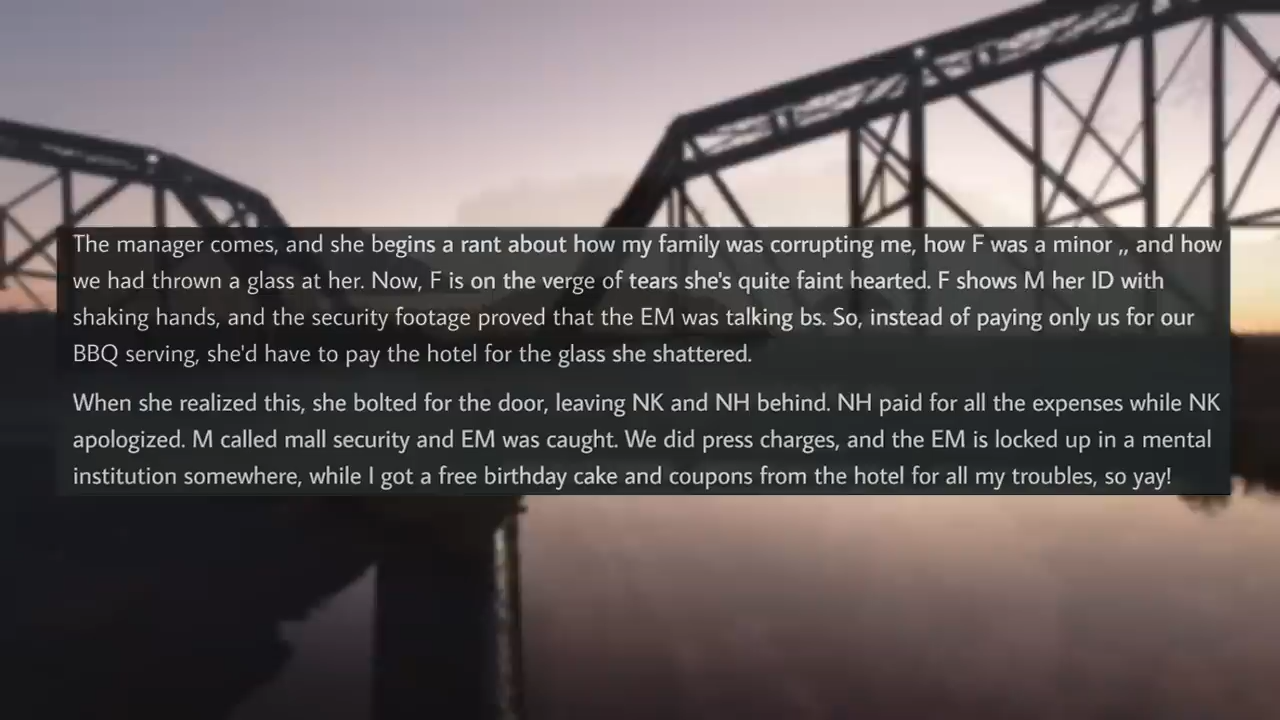 The manager comes, and she begins a rant about how my family was corrupting me, how F was a minor ,, and how
we had thrown a glass at her. Now, F is on the verge of tears she's quite faint hearted. F shows M her ID with
shaking hands, and the security footage proved that the EM was talking bs. So, instead of paying only us for our
BBQ serving, she'd have to pay the hotel for the glass she shattered.
When she realized this, she bolted for the door, leaving NK and NH behind. NH paid for all the expenses while NK
apologized. M called mall security and EM was caught. We did press charges, and the EM is locked up in a mental
institution somewhere, while I got a free birthday cake and coupons from the hotel for all my troubles, so yay!